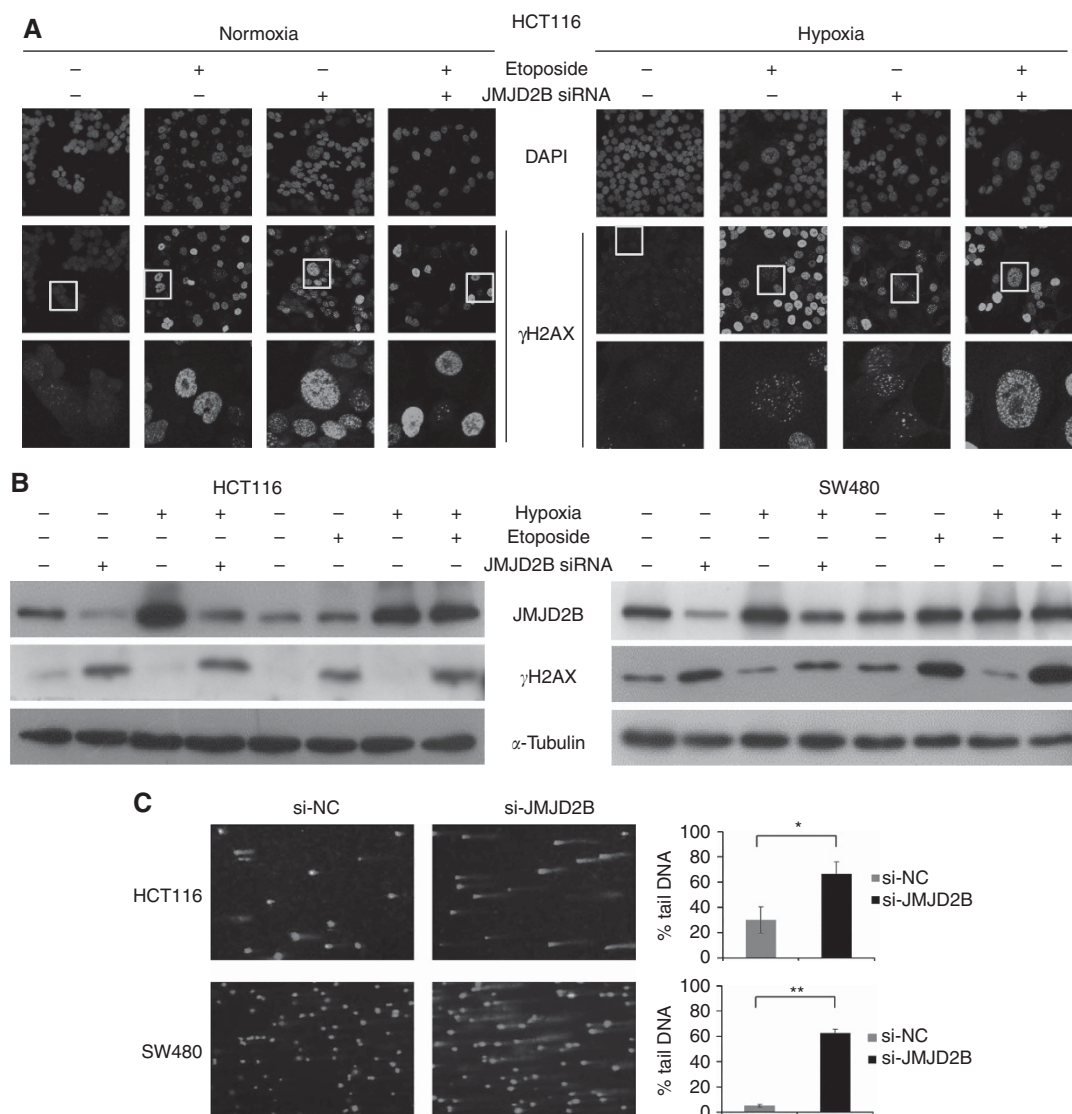 A
HCT116
Normoxia
Hypoxia
– + – + Etoposide – + – +
– – + + JMJD2B siRNA – – + +
DAPI
γH2AX
B
HCT116
SW480
– – + + – – + + Hypoxia – – + + – – + +
– – – – – + – + Etoposide – – – – – + – +
– + – + – – – – JMJD2B siRNA – + – + – – – –
JMJD2B
γH2AX
α-Tubulin
C
si-NC
si-JMJD2B
HCT116
% tail DNA
100
80
60
40
20
0
*
si-NC
si-JMJD2B
SW480
% tail DNA
100
80
60
40
20
0
**
si-NC
si-JMJD2B